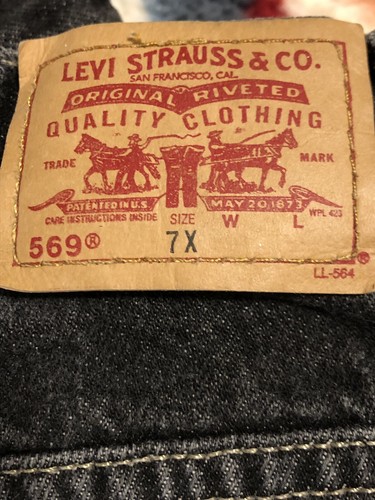 LEVI STRAUSS & CO.
SAN FRANCISCO, CAL.
ORIGINAL RIVETED
QUALITY CLOTHING
TRADE MARK
PATENTED IN U.S. MAY 20 1873
CARE INSTRUCTIONS INSIDE SIZE W L WPL 423
569® 7X
®
LL-564